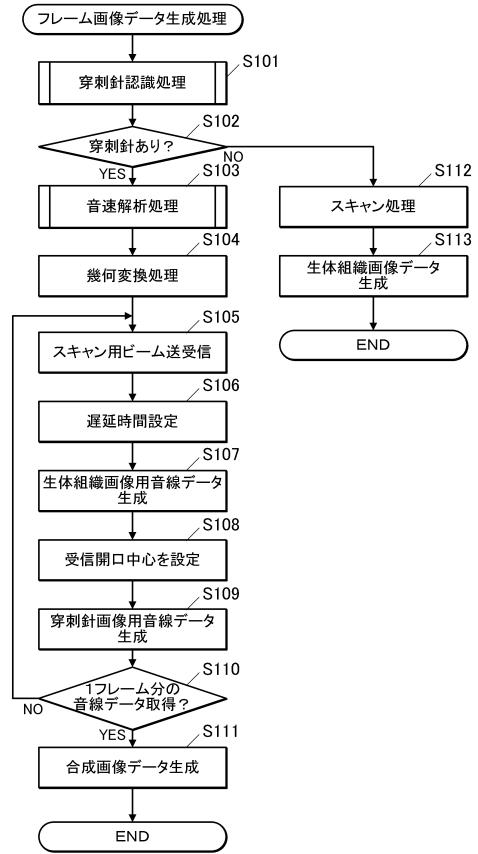 フレーム画像データ生成処理
S101
穿刺針認識処理
S102
穿刺針あり？
NO
YES
S103
音速解析処理
S104
幾何変換処理
S105
スキャン用ビーム送受信
S106
遅延時間設定
S107
生体組織画像用音線データ
生成
S108
受信開口中心を設定
S109
穿刺針画像用音線データ
生成
S110
1フレーム分の
音線データ取得？
NO
YES
S111
合成画像データ生成
END
S112
スキャン処理
S113
生体組織画像データ
生成
END